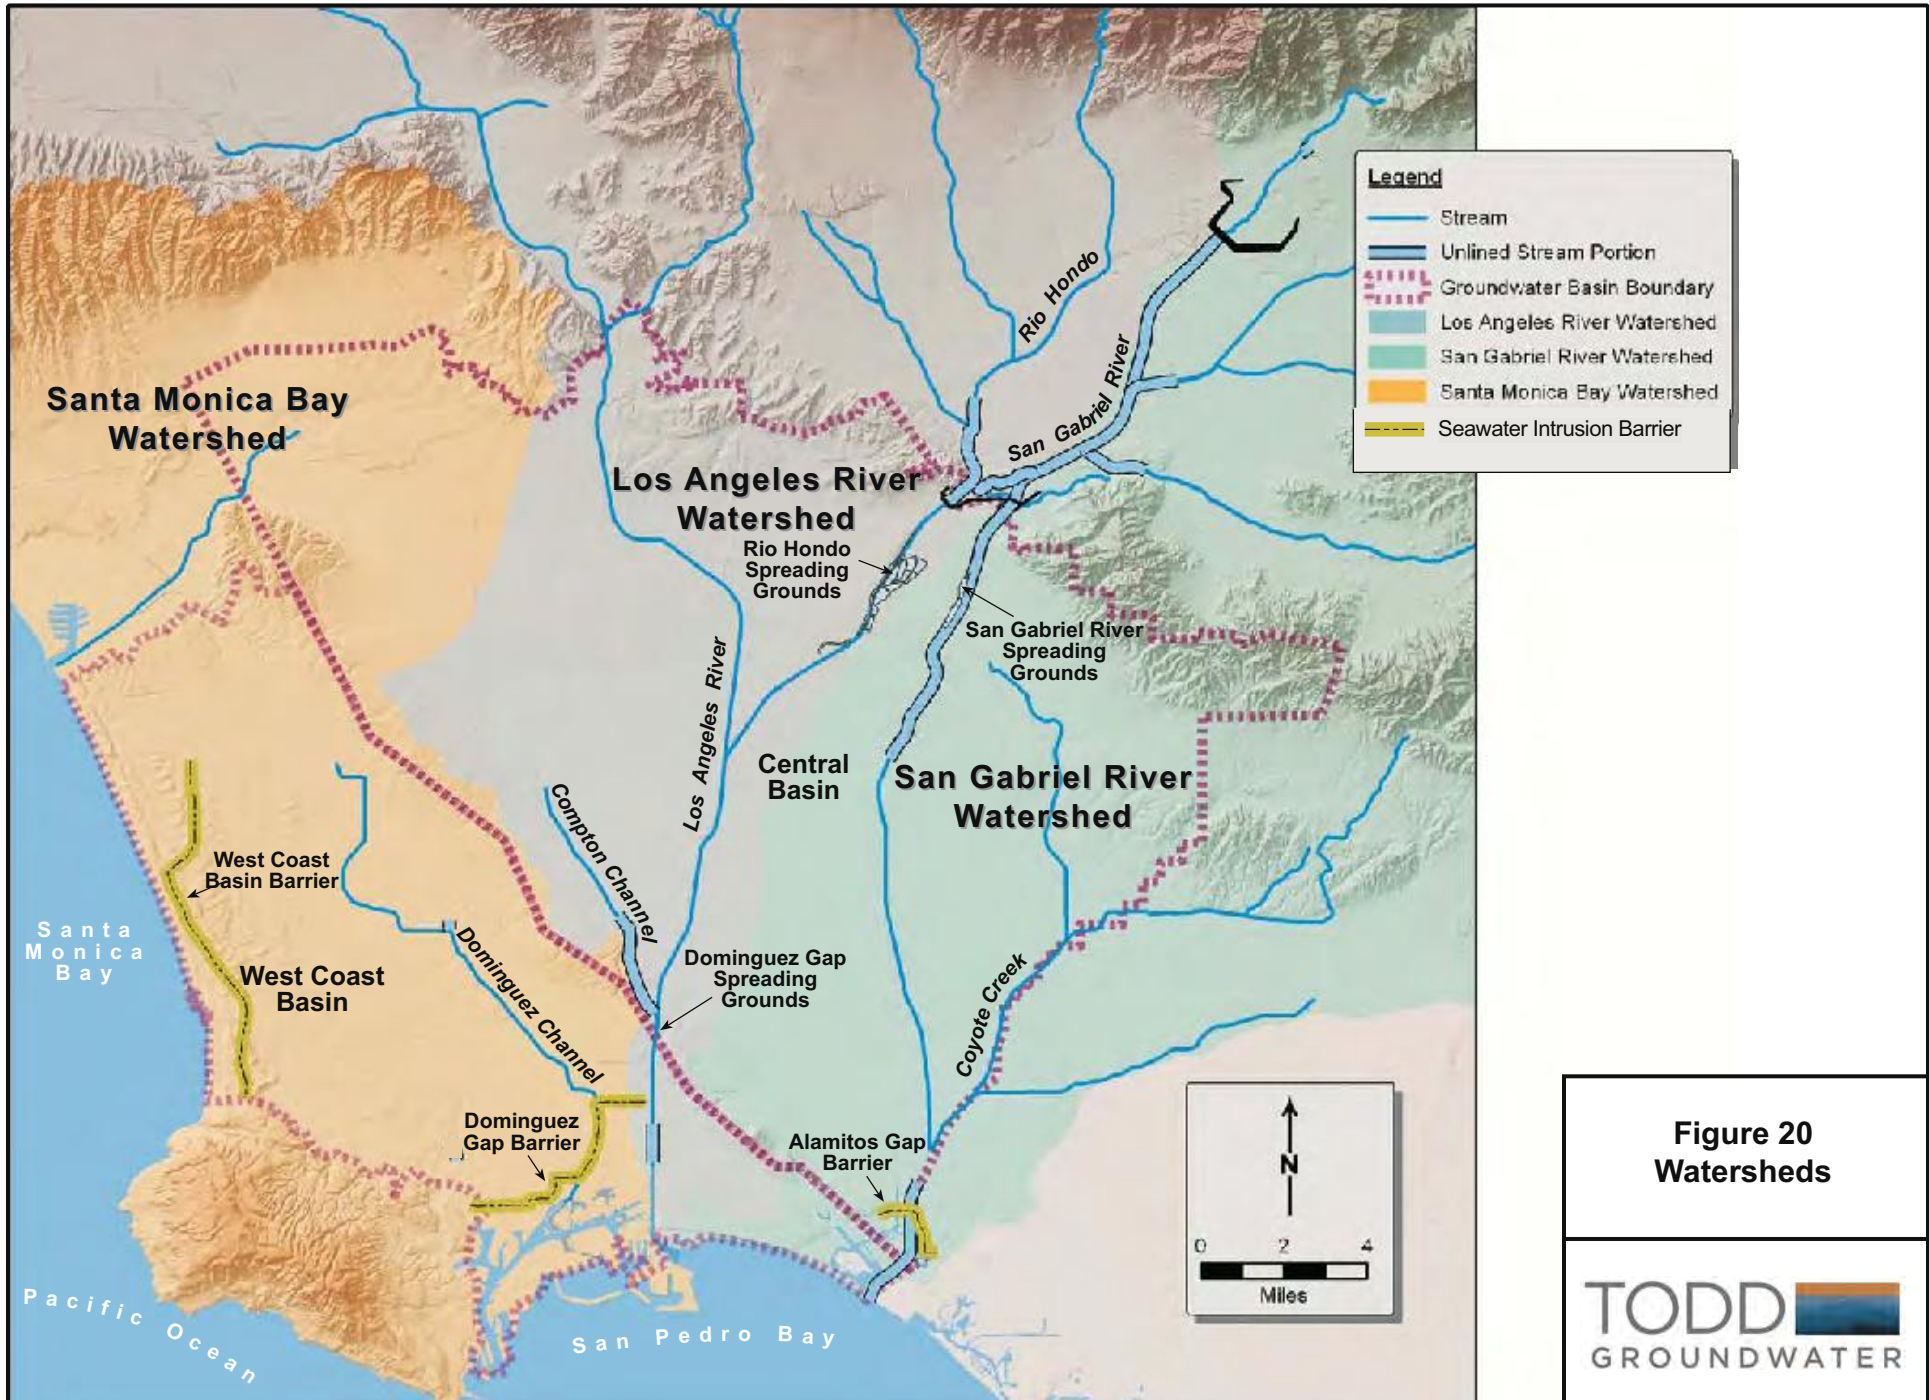 Legend
Stream
Unlined Stream Portion
Groundwater Basin Boundary
Los Angeles River Watershed
San Gabriel River Watershed
Santa Monica Bay Watershed
Seawater Intrusion Barrier
Rio Hondo
San Gabriel River
Santa Monica Bay
Watershed
Los Angeles River
Watershed
Rio Hondo
Spreading
Grounds
San Gabriel River
Spreading
Grounds
Los Angeles River
Central
Basin
San Gabriel River
Watershed
Compton Channel
West Coast
Basin Barrier
Santa
Monica
Bay
West Coast
Basin
Dominguez Channel
Dominguez Gap
Spreading
Grounds
Coyote Creek
Dominguez
Gap Barrier
Alamitos Gap
Barrier
N
0 2 4
Miles
Pacific Ocean
San Pedro Bay
Figure 20
Watersheds
TODD
GROUNDWATER